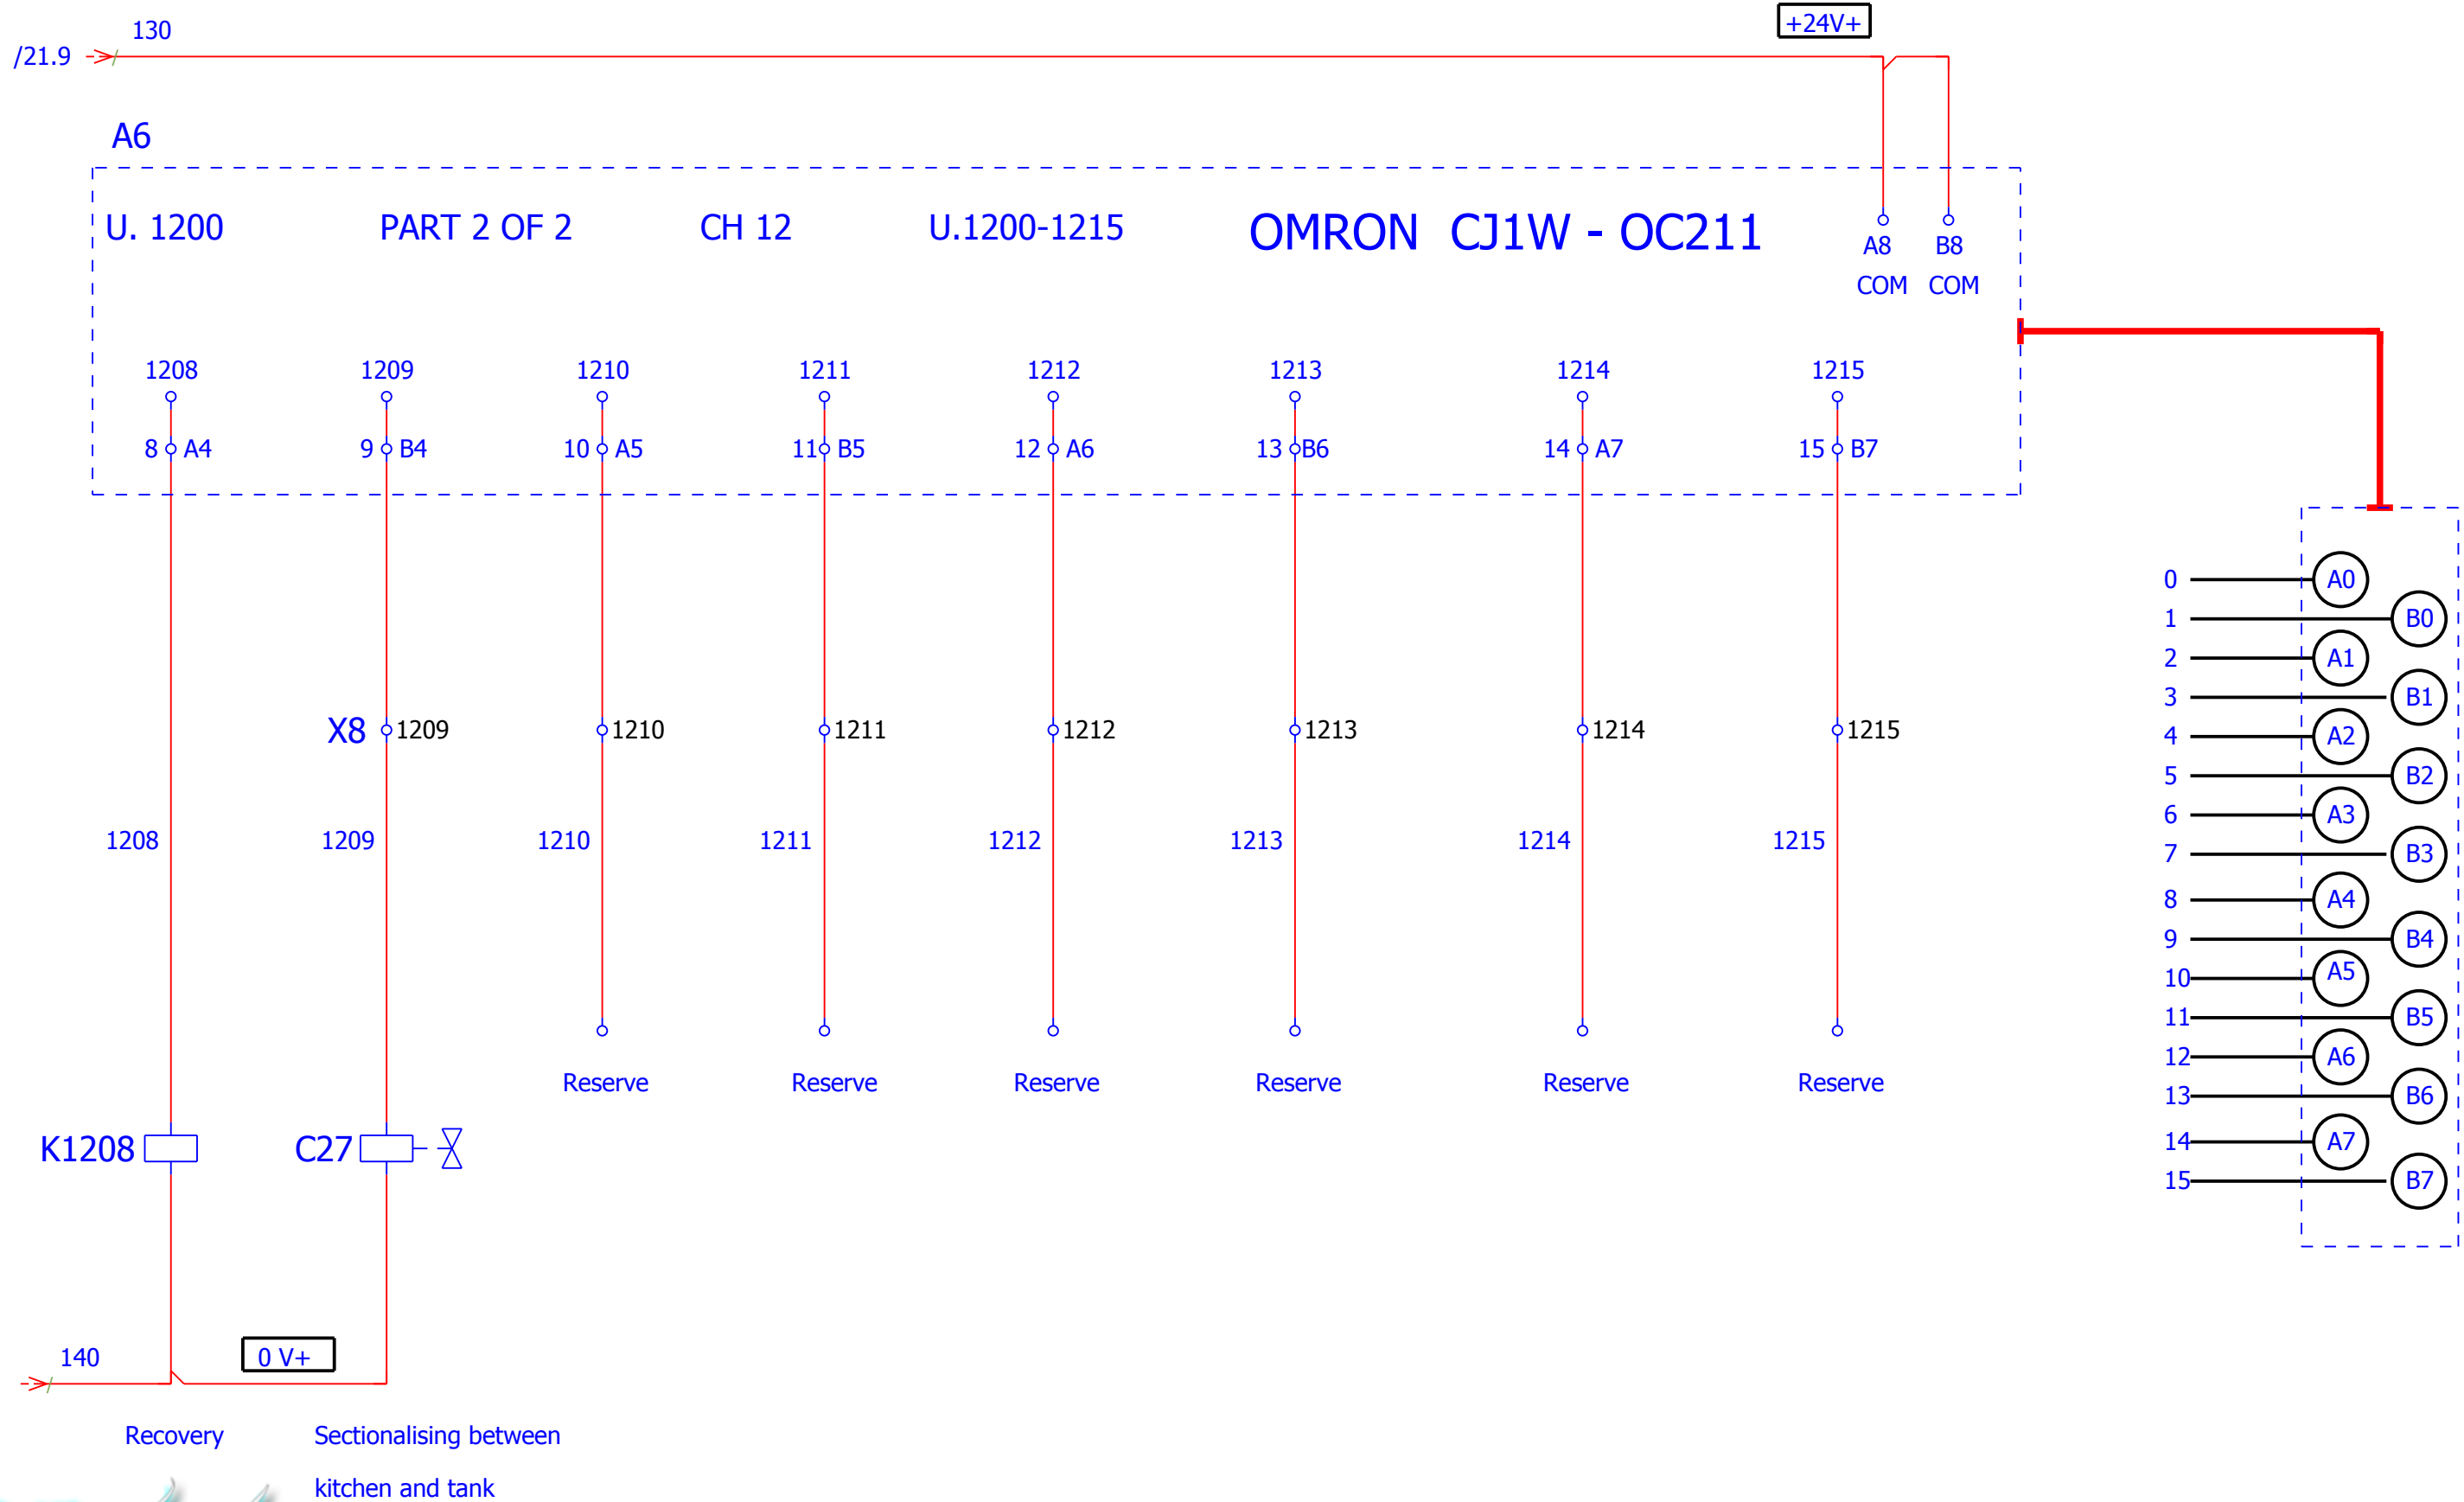 130
+24V+
/21.9
A6
U. 1200 PART 2 OF 2 CH 12 U.1200-1215 OMRON CJ1W - OC211
A8 B8
COM COM
1208 1209 1210 1211 1212 1213 1214 1215
8 A4 9 B4 10 A5 11 B5 12 A6 13 B6 14 A7 15 B7
0 A0
1 B0
2 A1
3 B1
X8 1209 1210 1211 1212 1213 1214 1215
4 A2
5 B2
6 A3
1208 1209 1210 1211 1212 1213 1214 1215
7 B3
8 A4
9 B4
10 A5
11 B5
12 A6
Reserve Reserve Reserve Reserve Reserve Reserve
13 B6
14 A7
K1208 C27
15 B7
140 0 V+
Recovery Sectionalising between
kitchen and tank